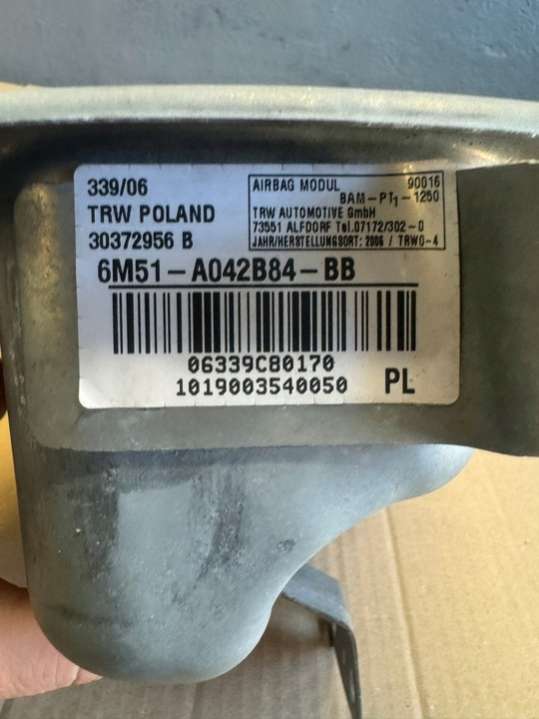 339/06
TRW POLAND
30372956 B
AIRBAG MODUL 90016
BAM-PT1-1250
TRW AUTOMOTIVE GmbH
73551 ALFDORF Tel.07172/302-0
JAHR/HERSTELLUNGSORT: 2006 / TRWO-4
6M51-A042B84-BB
06339C80170
1019003540050 PL